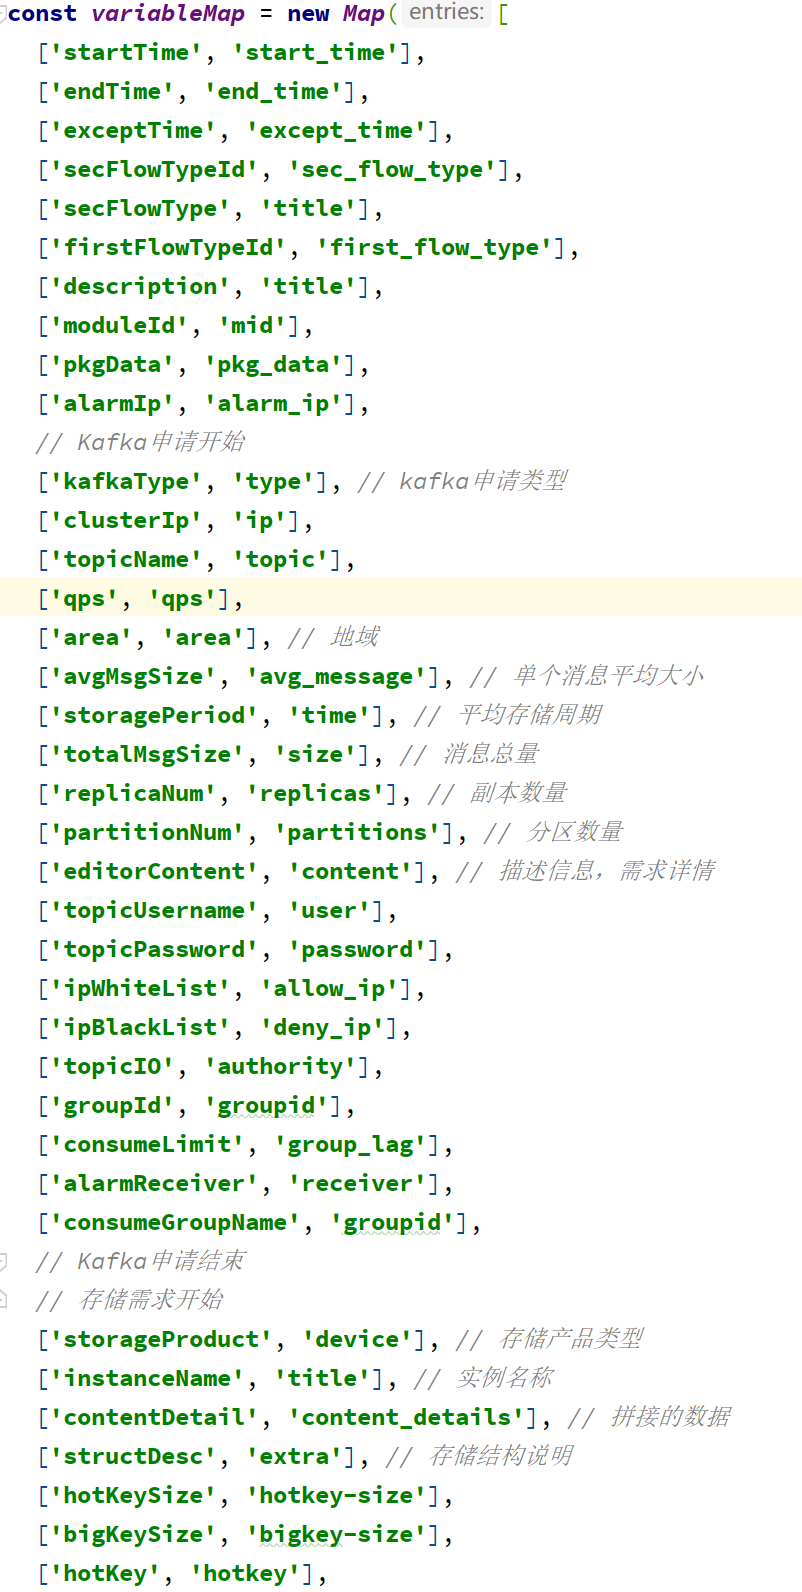 const variableMap = new Map( entries: [
['startTime', 'start_time'],
['endTime', 'end_time'],
['exceptTime', 'except_time'],
['secFlowTypeId', 'sec_flow_type'],
['secFlowType', 'title'],
['firstFlowTypeId', 'first_flow_type'],
['description', 'title'],
['moduleId', 'mid'],
['pkgData', 'pkg_data'],
['alarmIp', 'alarm_ip'],
// Kafka申请开始
['kafkaType', 'type'], // kafka申请类型
['clusterIp', 'ip'],
['topicName', 'topic'],
['qps', 'qps'],
['area', 'area'], // 地域
['avgMsgSize', 'avg_message'], // 单个消息平均大小
['storagePeriod', 'time'], // 平均存储周期
['totalMsgSize', 'size'], // 消息总量
['replicaNum', 'replicas'], // 副本数量
['partitionNum', 'partitions'], // 分区数量
['editorContent', 'content'], // 描述信息，需求详情
['topicUsername', 'user'],
['topicPassword', 'password'],
['ipWhiteList', 'allow_ip'],
['ipBlackList', 'deny_ip'],
['topicIO', 'authority'],
['groupId', 'groupid'],
['consumeLimit', 'group_lag'],
['alarmReceiver', 'receiver'],
['consumeGroupName', 'groupid'],
// Kafka申请结束
// 存储需求开始
['storageProduct', 'device'], // 存储产品类型
['instanceName', 'title'], // 实例名称
['contentDetail', 'content_details'], // 拼接的数据
['structDesc', 'extra'], // 存储结构说明
['hotKeySize', 'hotkey-size'],
['bigKeySize', 'bigkey-size'],
['hotKey', 'hotkey'],